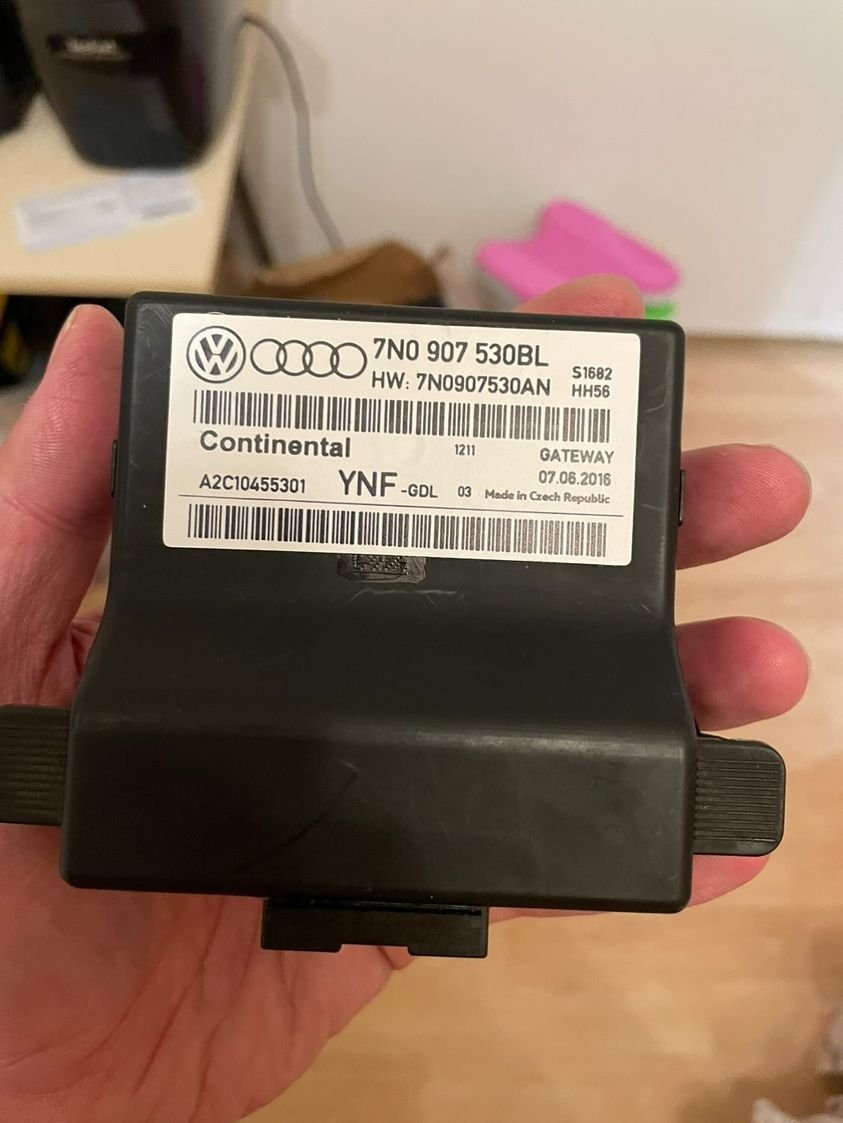 7N0 907 530BL
HW: 7N0907530AN
S1682
HH56
Continental
1211
GATEWAY
07.06.2016
A2C10455301
YNF -GDL
03
Made in Czech Republic